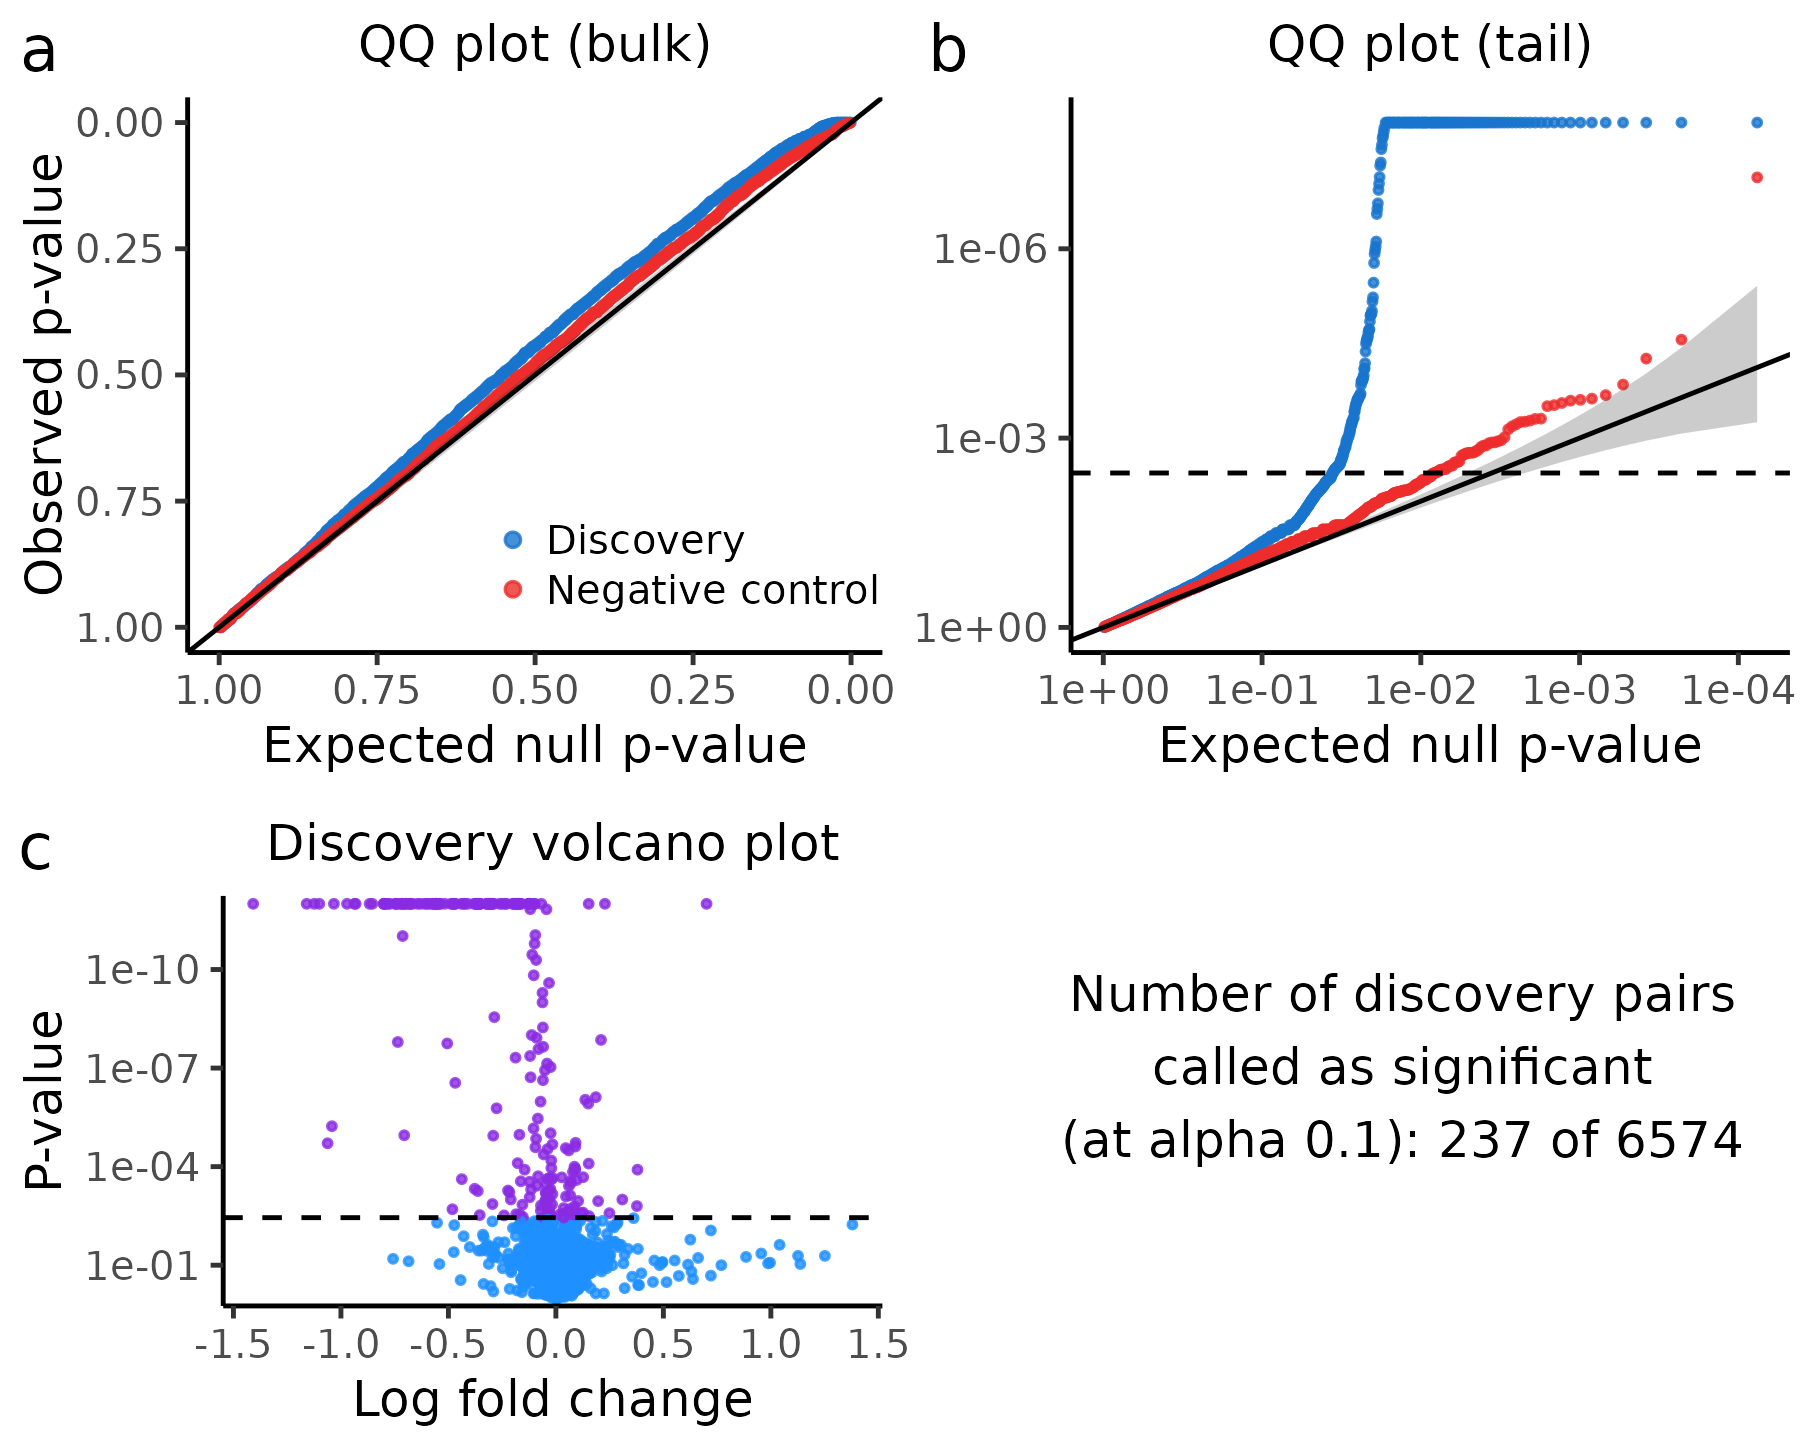 a
QQ plot (bulk)
Observed p-value
0.00
0.25
0.50
0.75
1.00
Discovery
Negative control
1.00 0.75 0.50 0.25 0.00
Expected null p-value
b
QQ plot (tail)
1e-06
1e-03
1e+00
1e+00 1e-01 1e-02 1e-03 1e-04
Expected null p-value
c
Discovery volcano plot
P-value
1e-10
1e-07
1e-04
1e-01
-1.5 -1.0 -0.5 0.0 0.5 1.0 1.5
Log fold change
Number of discovery pairs
called as significant
(at alpha 0.1): 237 of 6574